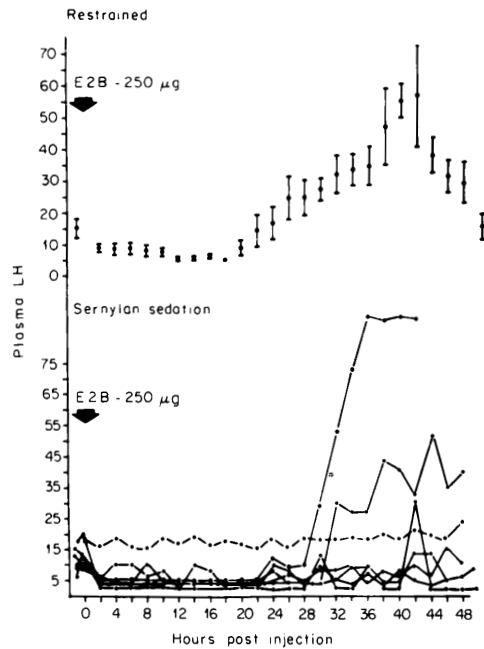 Restrained
70
E2B - 250 µg
60
50
40
30
20
10
0
Plasma LH
Sernylan sedation
75
E2B - 250 µg
65
55
45
35
25
15
5
0 4 8 12 16 20 24 28 32 36 40 44 48
Hours post injection